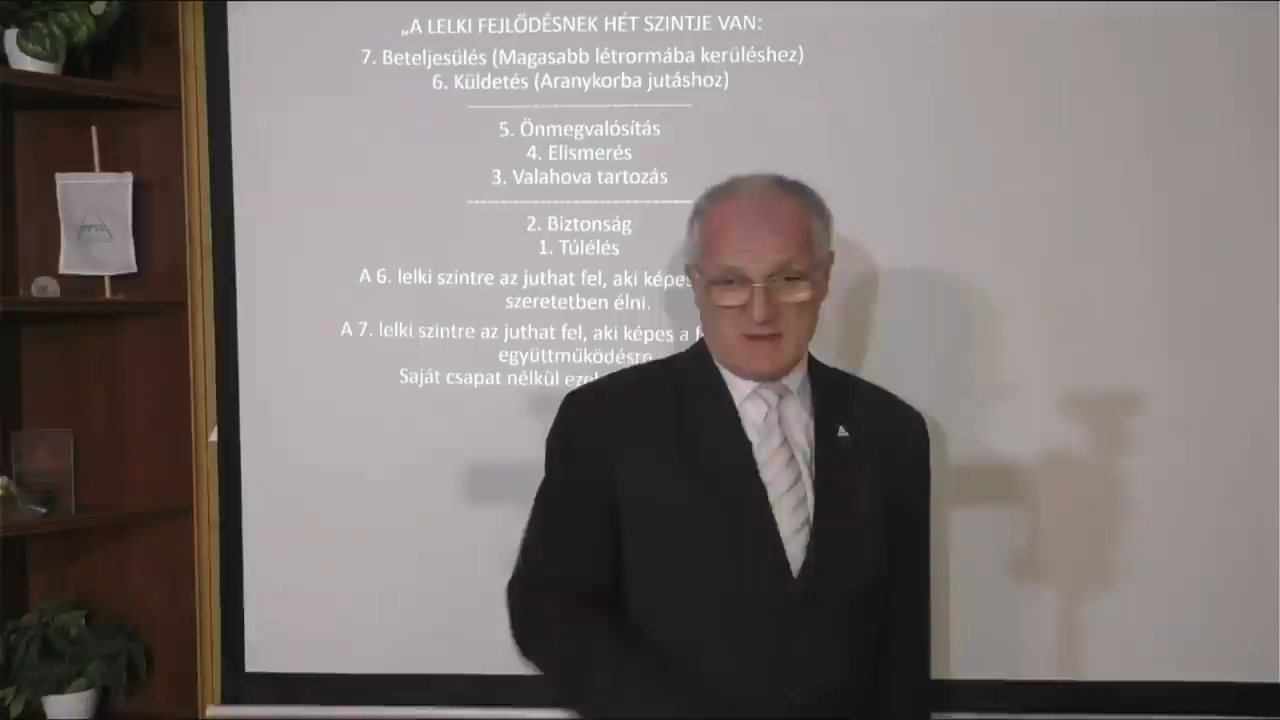 „A LELKI FEJLŐDÉSNEK HÉT SZINTJE VAN:
7. Beteljesülés (Magasabb létrormába kerüléshez)
6. Küldetés (Aranykorba jutáshoz)
5. Önmegvalósítás
4. Elismerés
3. Valahova tartozás
2. Biztonság
1. Túlélés
A 6. lelki szintre az juthat fel, aki képes
szeretetben élni.
A 7. lelki szintre az juthat fel, aki képes a
együttműködésre
Saját csapat nélkül